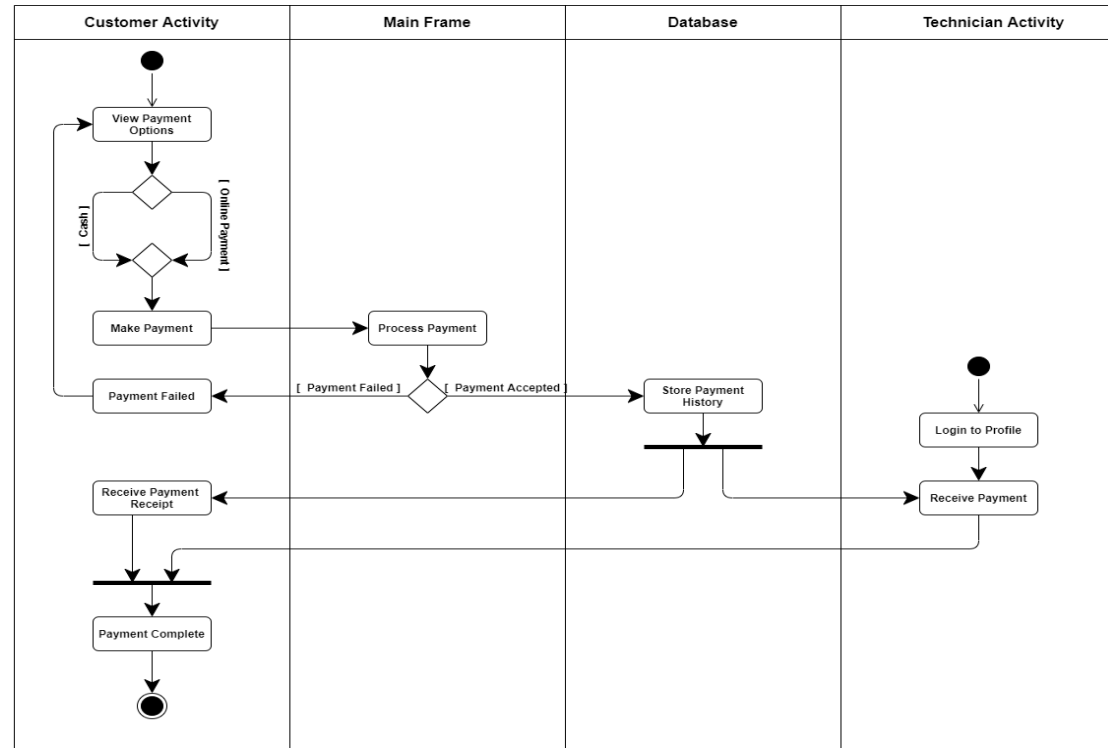 Customer Activity
Main Frame
Database
Technician Activity
View Payment
Options
[ Cash ]
[ Online Payment ]
Make Payment
Process Payment
Payment Failed
[ Payment Failed ]
[ Payment Accepted ]
Store Payment
History
Login to Profile
Receive Payment
Receipt
Receive Payment
Payment Complete